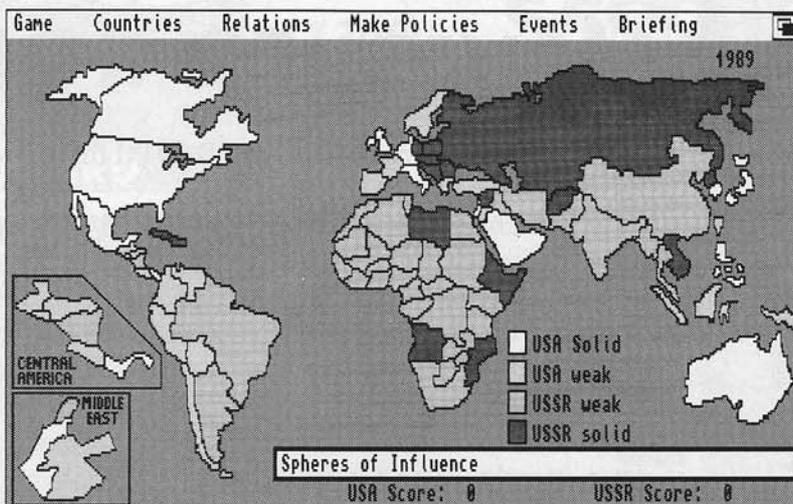 Game Countries Relations Make Policies Events Briefing
1989
CENTRAL
AMERICA
MIDDLE
EAST
USA Solid
USA weak
USSR weak
USSR solid
Spheres of Influence
USA Score: 0 USSR Score: 0